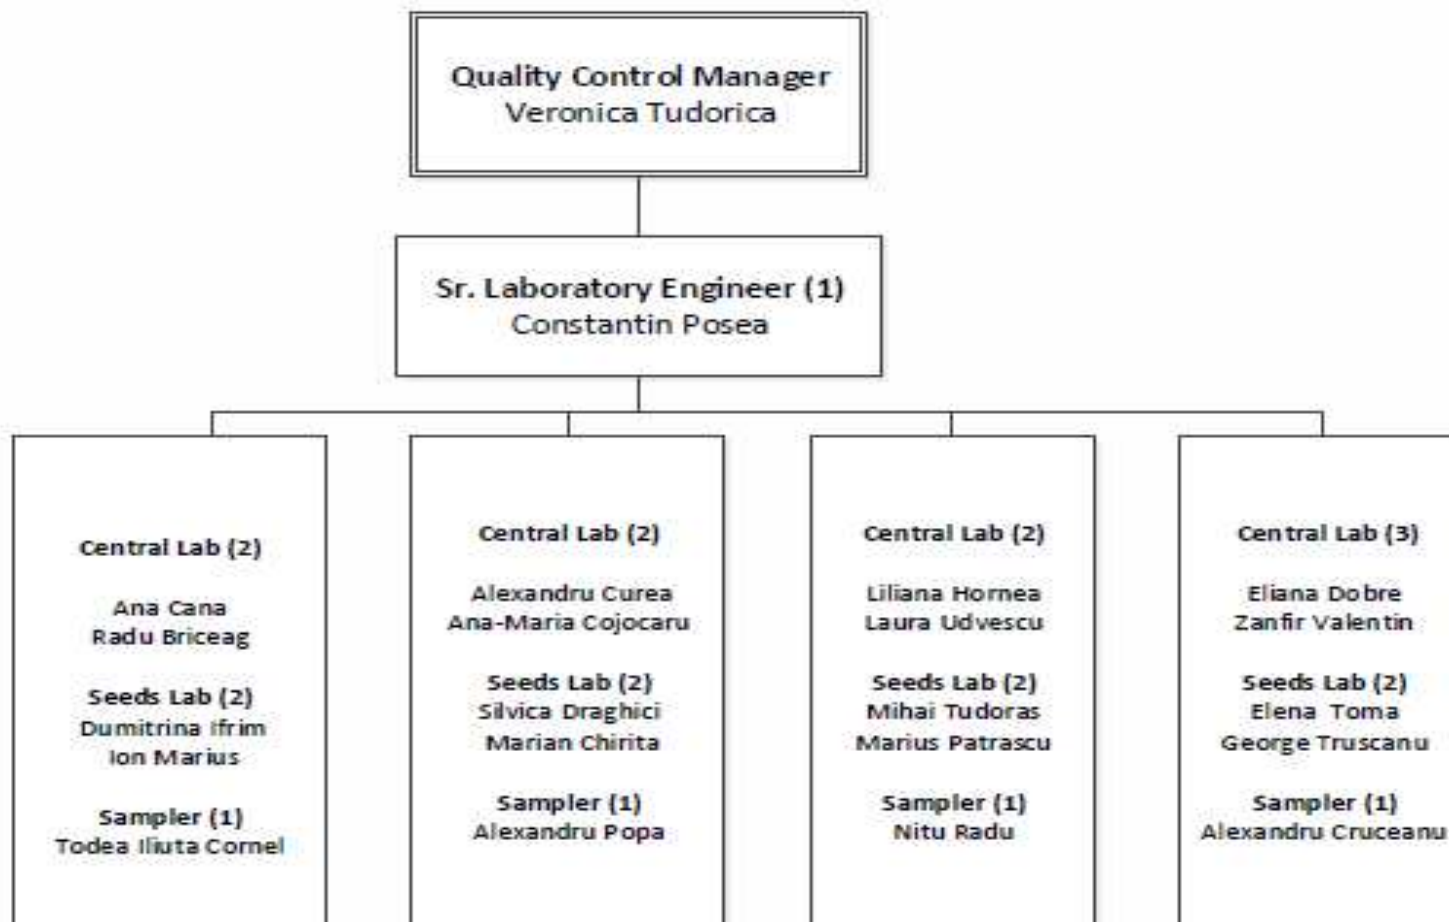 Quality Control Manager
Veronica Tudorica
Sr. Laboratory Engineer (1)
Constantin Posea
Central Lab (2)
Ana Cana
Radu Briceag
Seeds Lab (2)
Dumitrina Ifrim
Ion Marius
Sampler (1)
Todea Iliuta Cornel
Central Lab (2)
Alexandru Curea
Ana-Maria Cojocaru
Seeds Lab (2)
Silvica Draghici
Marian Chirita
Sampler (1)
Alexandru Popa
Central Lab (2)
Liliana Hornea
Laura Udvescu
Seeds Lab (2)
Mihai Tudoras
Marius Patrascu
Sampler (1)
Nitu Radu
Central Lab (3)
Eliana Dobre
Zanfir Valentin
Seeds Lab (2)
Elena Toma
George Truscanu
Sampler (1)
Alexandru Cruceanu